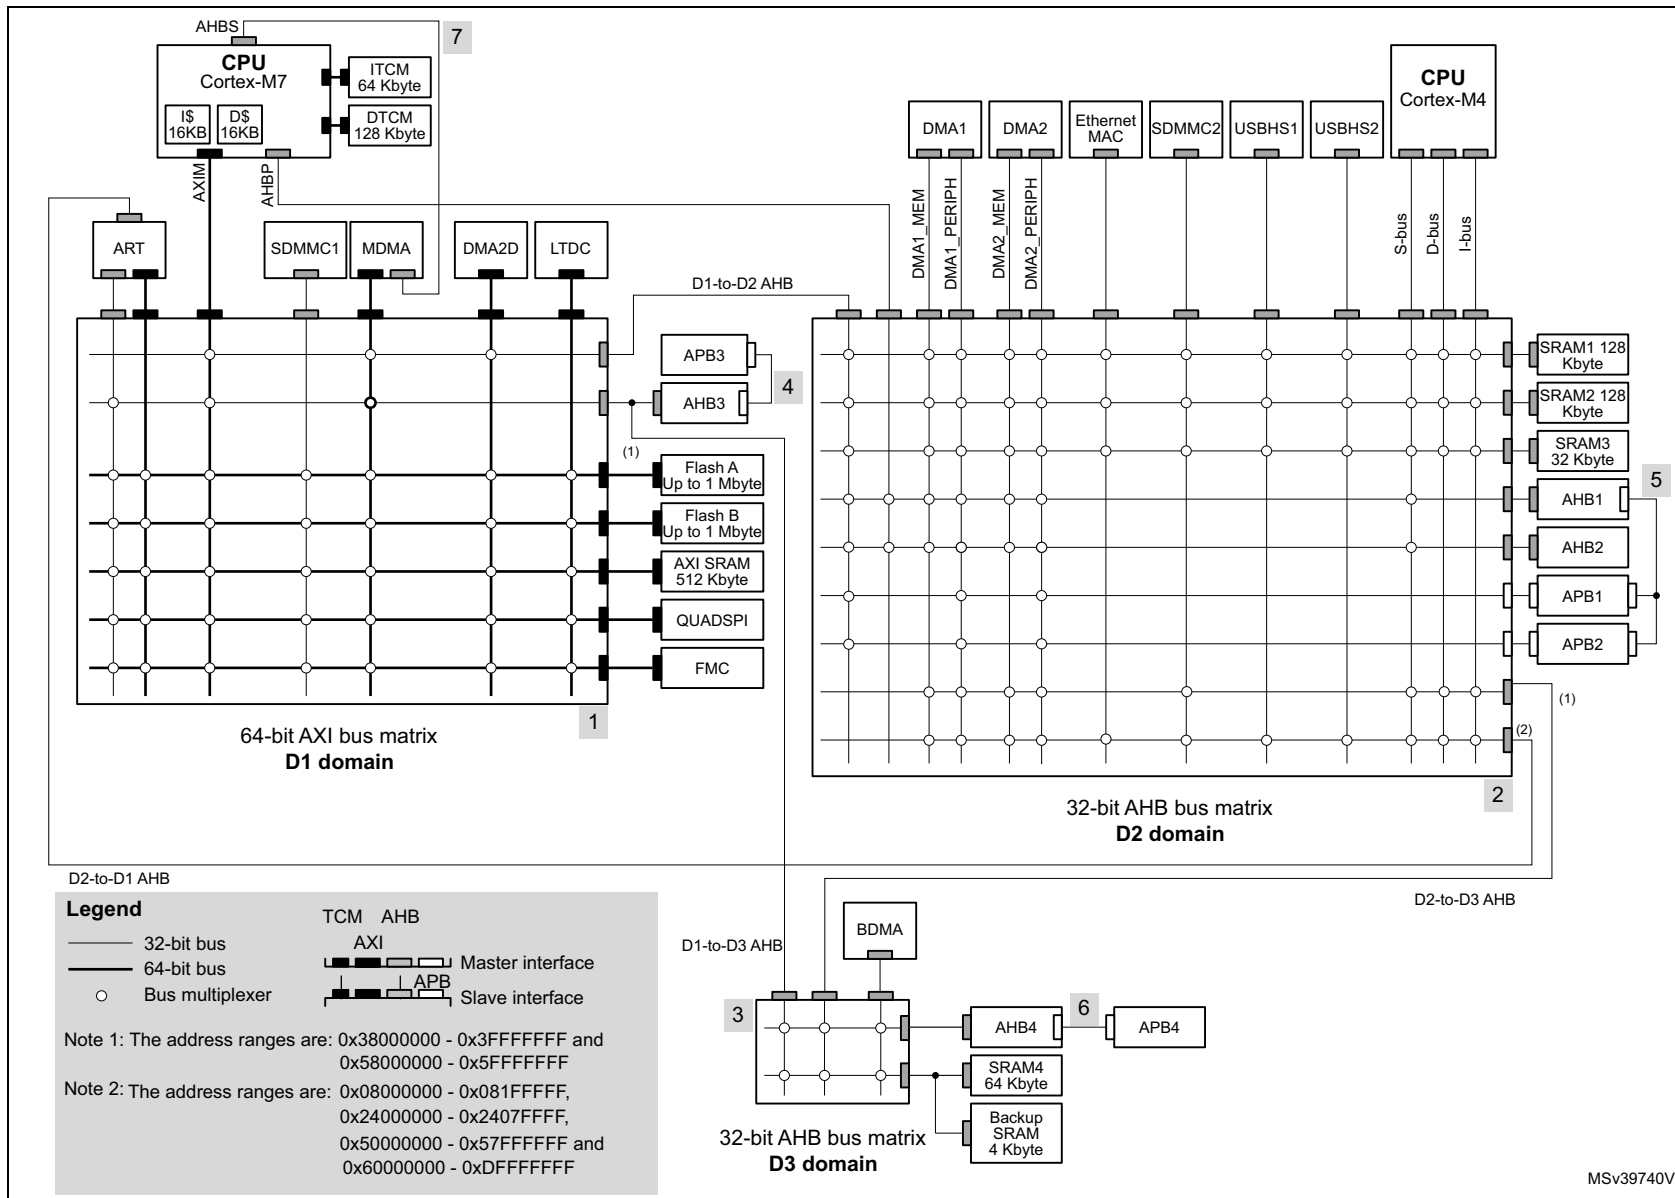 AHBS
7
CPU
Cortex-M7
ITCM
64 Kbyte
I$
16KB
D$
16KB
DTCM
128 Kbyte
AXIM
AHBP
CPU
Cortex-M4
DMA1
DMA2
Ethernet
MAC
SDMMC2
USBHS1
USBHS2
DMA1_MEM
DMA1_PERIPH
DMA2_MEM
DMA2_PERIPH
S-bus
D-bus
I-bus
ART
SDMMC1
MDMA
DMA2D
LTDC
D1-to-D2 AHB
APB3
4
AHB3
(1)
Flash A
Up to 1 Mbyte
Flash B
Up to 1 Mbyte
AXI SRAM
512 Kbyte
QUADSPI
FMC
1
64-bit AXI bus matrix
D1 domain
SRAM1 128
Kbyte
SRAM2 128
Kbyte
SRAM3
32 Kbyte
5
AHB1
AHB2
APB1
APB2
(1)
(2)
2
32-bit AHB bus matrix
D2 domain
D2-to-D1 AHB
D2-to-D3 AHB
Legend
32-bit bus
64-bit bus
Bus multiplexer
TCM AHB
AXI
Master interface
APB
Slave interface
Note 1: The address ranges are: 0x38000000 - 0x3FFFFFFF and
0x58000000 - 0x5FFFFFFF
Note 2: The address ranges are: 0x08000000 - 0x081FFFFF,
0x24000000 - 0x2407FFFF,
0x50000000 - 0x57FFFFFF and
0x60000000 - 0xDFFFFFFF
D1-to-D3 AHB
BDMA
3
AHB4
6
APB4
SRAM4
64 Kbyte
Backup
SRAM
4 Kbyte
32-bit AHB bus matrix
D3 domain
MSv39740V